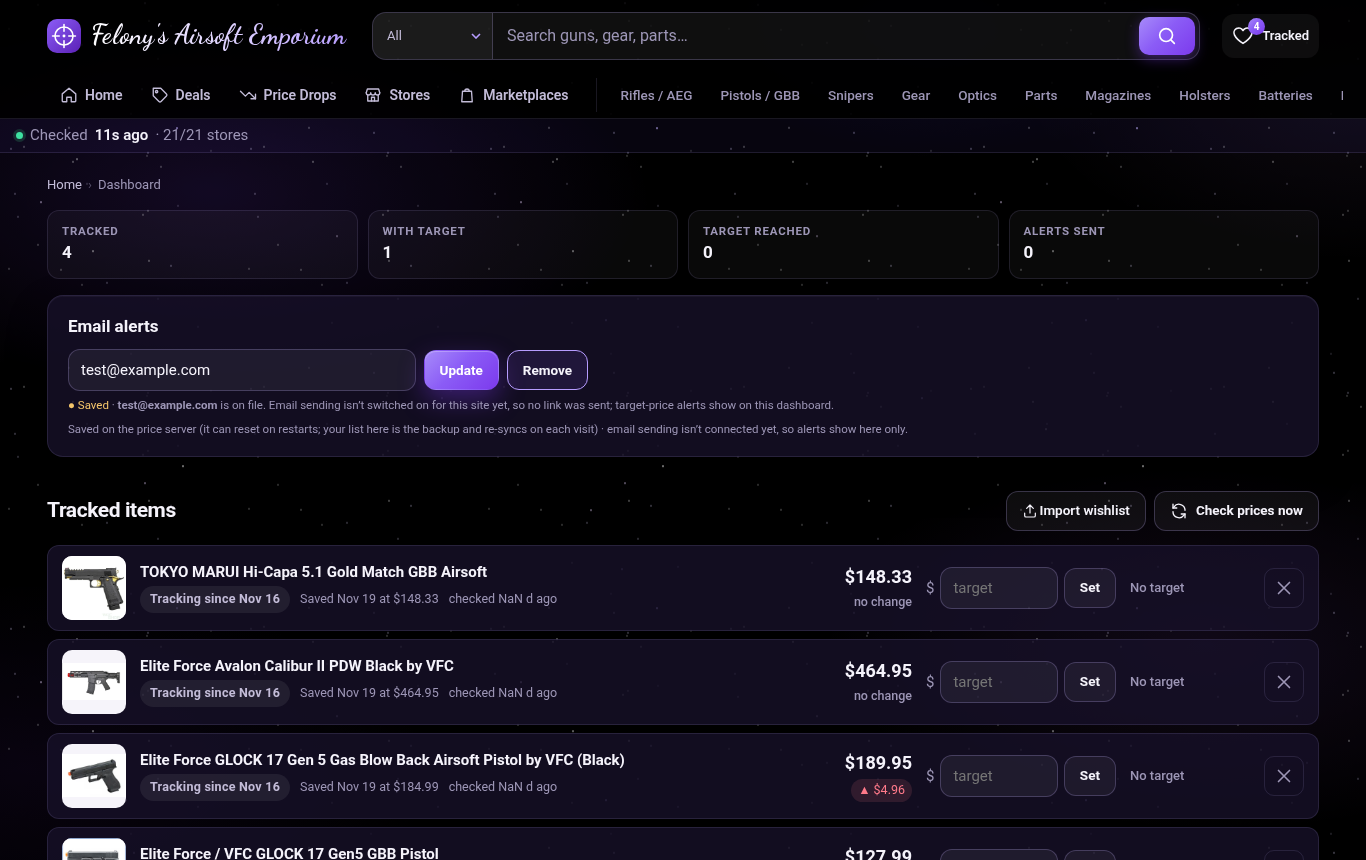 Felony's Airsoft Emporium
All
Search guns, gear, parts…
4
Tracked
Home Deals Price Drops Stores Marketplaces Rifles / AEG Pistols / GBB Snipers Gear Optics Parts Magazines Holsters Batteries
Checked 11s ago · 21/21 stores
Home › Dashboard
TRACKED
4
WITH TARGET
1
TARGET REACHED
0
ALERTS SENT
0
Email alerts
test@example.com Update Remove
● Saved · test@example.com is on file. Email sending isn't switched on for this site yet, so no link was sent; target-price alerts show on this dashboard.
Saved on the price server (it can reset on restarts; your list here is the backup and re-syncs on each visit) · email sending isn't connected yet, so alerts show here only.
Tracked items
Import wishlist
Check prices now
TOKYO MARUI Hi-Capa 5.1 Gold Match GBB Airsoft
Tracking since Nov 16 Saved Nov 19 at $148.33 checked NaN d ago
$148.33
no change
$ target Set No target
Elite Force Avalon Calibur II PDW Black by VFC
Tracking since Nov 16 Saved Nov 19 at $464.95 checked NaN d ago
$464.95
no change
$ target Set No target
Elite Force GLOCK 17 Gen 5 Gas Blow Back Airsoft Pistol by VFC (Black)
Tracking since Nov 16 Saved Nov 19 at $184.99 checked NaN d ago
$189.95
▲ $4.96
$ target Set No target
Elite Force / VFC GLOCK 17 Gen5 GBB Pistol
$127.99